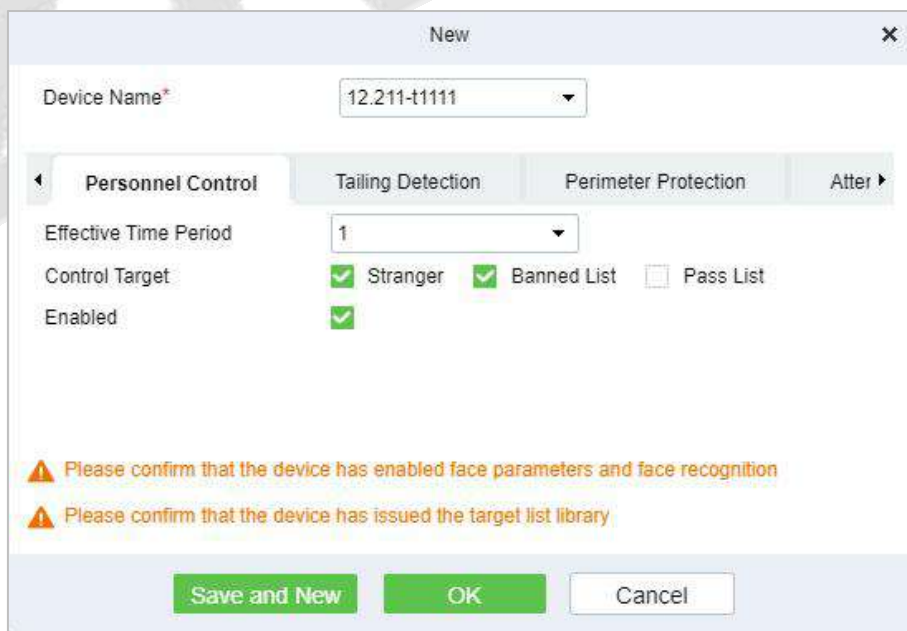 New
Device Name* 12.211-t1111
Personnel Control Tailing Detection Perimeter Protection Atter
Effective Time Period 1
Control Target Stranger Banned List Pass List
Enabled
Please confirm that the device has enabled face parameters and face recognition
Please confirm that the device has issued the target list library
Save and New OK Cancel